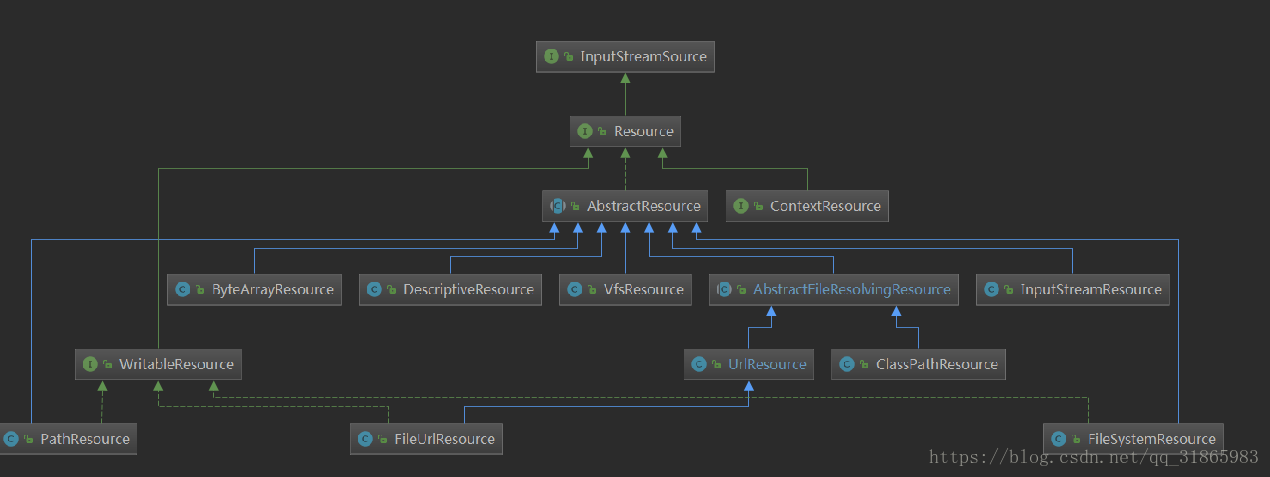 InputStreamSource
Resource
AbstractResource
ContextResource
ByteArrayResource
DescriptiveResource
VfsResource
AbstractFileResolvingResource
InputStreamResource
WritableResource
UrlResource
ClassPathResource
PathResource
FileUrlResource
FileSystemResource
https://blog.csdn.net/qq_31865983